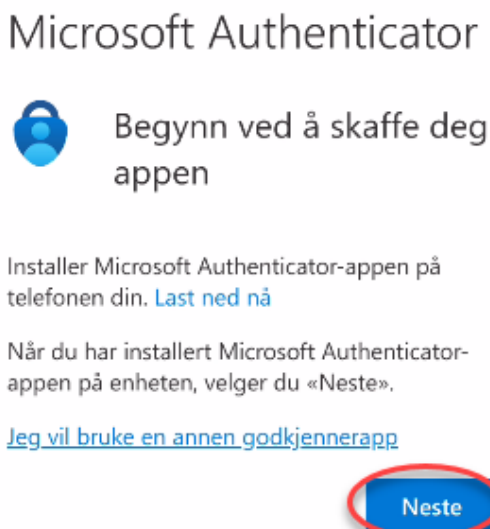 Microsoft Authenticator
Begynn ved å skaffe deg
appen
Installer Microsoft Authenticator-appen på
telefonen din. Last ned nå
Når du har installert Microsoft Authenticator-
appen på enheten, velger du «Neste».
Jeg vil bruke en annen godkjennerapp
Neste